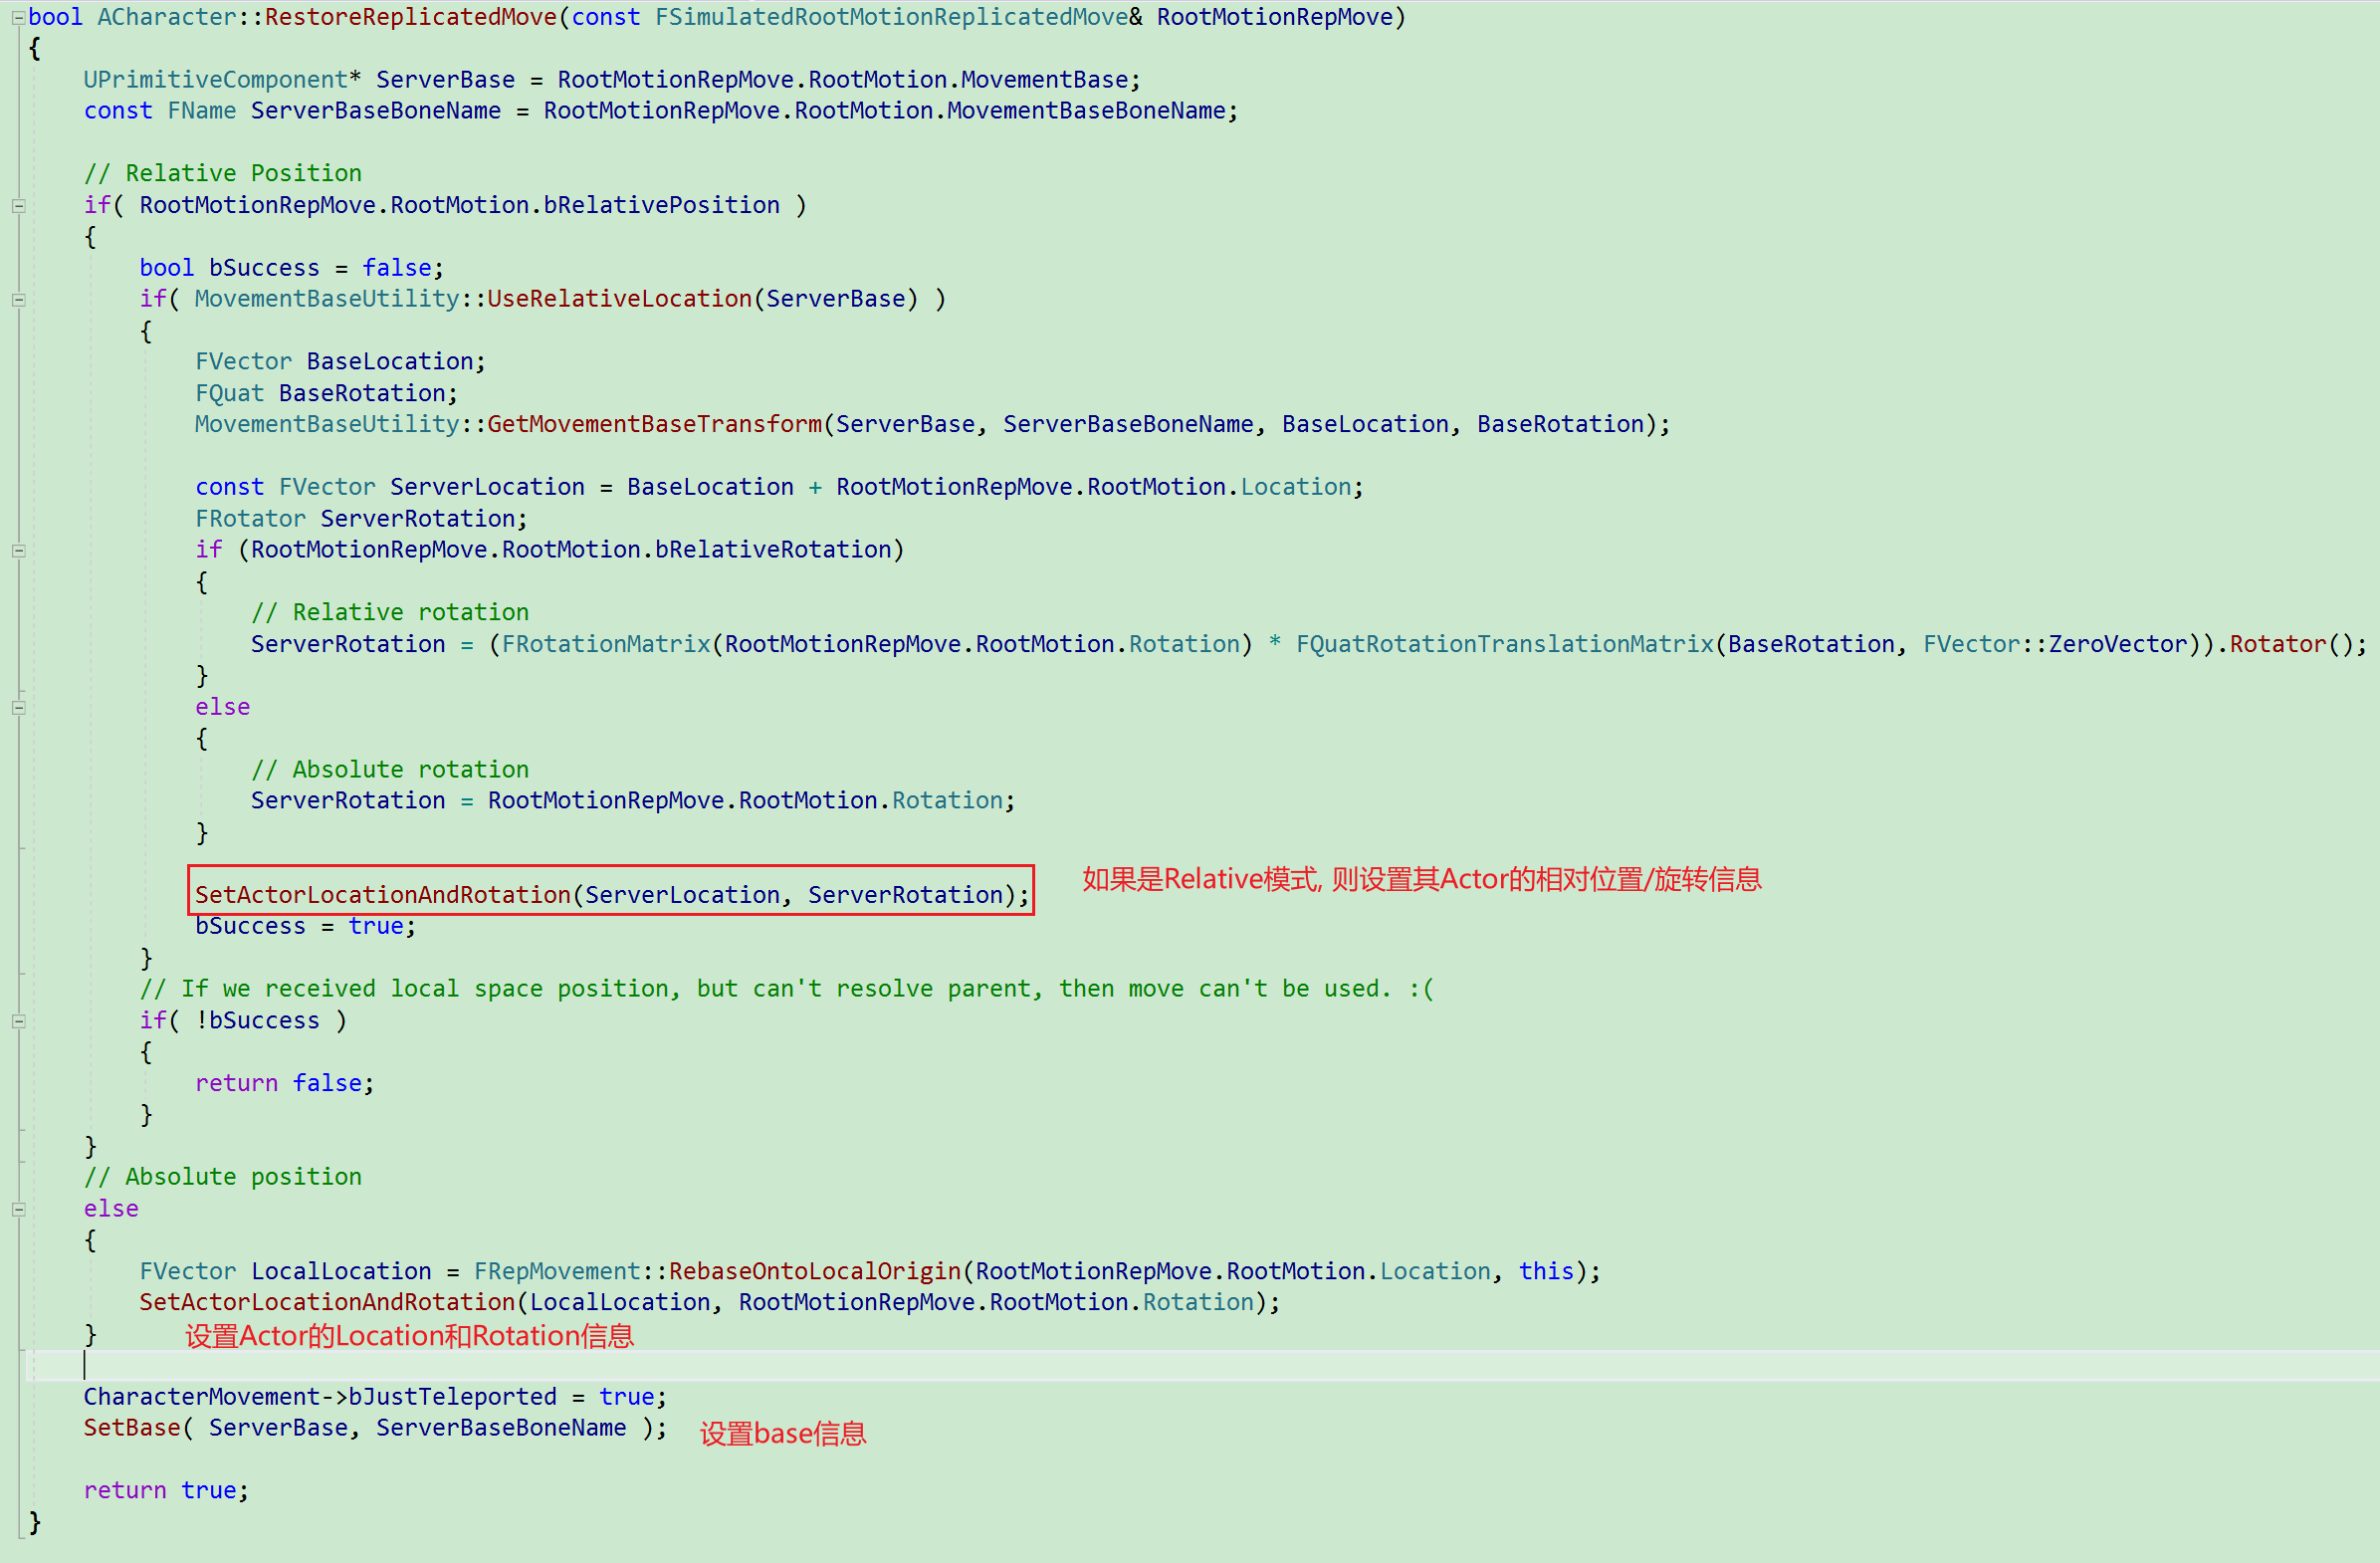 bool ACharacter::RestoreReplicatedMove(const FSimulatedRootMotionReplicatedMove& RootMotionRepMove)
{
    UPrimitiveComponent* ServerBase = RootMotionRepMove.RootMotion.MovementBase;
    const FName ServerBaseBoneName = RootMotionRepMove.RootMotion.MovementBaseBoneName;

    // Relative Position
    if( RootMotionRepMove.RootMotion.bRelativePosition )
    {
        bool bSuccess = false;
        if( MovementBaseUtility::UseRelativeLocation(ServerBase) )
        {
            FVector BaseLocation;
            FQuat BaseRotation;
            MovementBaseUtility::GetMovementBaseTransform(ServerBase, ServerBaseBoneName, BaseLocation, BaseRotation);

            const FVector ServerLocation = BaseLocation + RootMotionRepMove.RootMotion.Location;
            FRotator ServerRotation;
            if (RootMotionRepMove.RootMotion.bRelativeRotation)
            {
                // Relative rotation
                ServerRotation = (FRotationMatrix(RootMotionRepMove.RootMotion.Rotation) * FQuatRotationTranslationMatrix(BaseRotation, FVector::ZeroVector)).Rotator();
            }
            else
            {
                // Absolute rotation
                ServerRotation = RootMotionRepMove.RootMotion.Rotation;
            }

            SetActorLocationAndRotation(ServerLocation, ServerRotation); 如果是Relative模式, 则设置其Actor的相对位置/旋转信息
            bSuccess = true;
        }
        // If we received local space position, but can't resolve parent, then move can't be used. :(
        if( !bSuccess )
        {
            return false;
        }
    }
    // Absolute position
    else
    {
        FVector LocalLocation = FRepMovement::RebaseOntoLocalOrigin(RootMotionRepMove.RootMotion.Location, this);
        SetActorLocationAndRotation(LocalLocation, RootMotionRepMove.RootMotion.Rotation);
    } 设置Actor的Location和Rotation信息

    CharacterMovement->bJustTeleported = true;
    SetBase( ServerBase, ServerBaseBoneName ); 设置base信息

    return true;
}